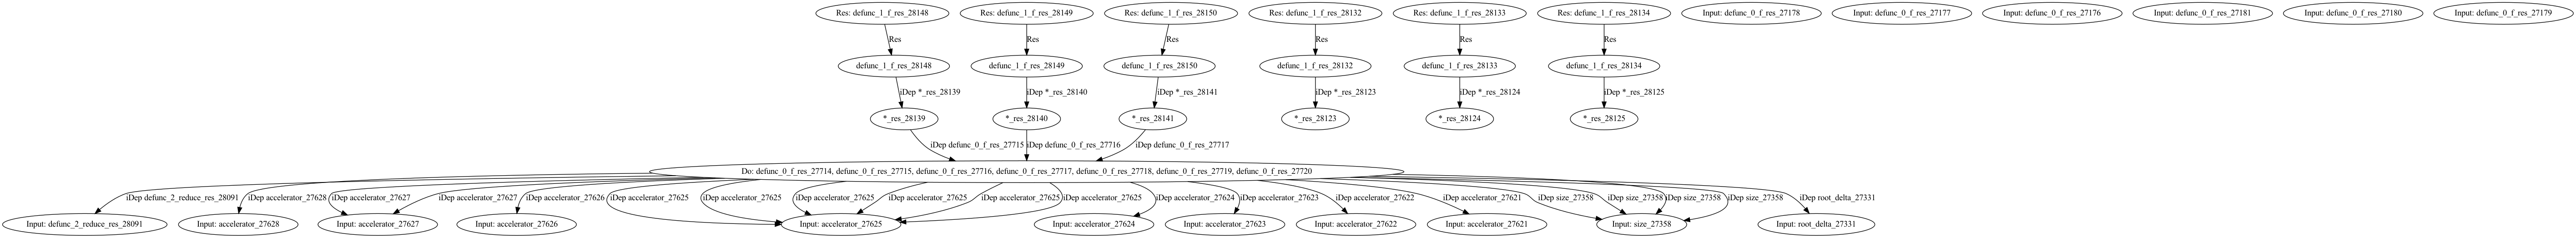 Res: defunc_1_f_res_28148 Res: defunc_1_f_res_28149 Res: defunc_1_f_res_28150 Res: defunc_1_f_res_28132 Res: defunc_1_f_res_28133 Res: defunc_1_f_res_28134 Input: defunc_0_f_res_27178 Input: defunc_0_f_res_27177 Input: defunc_0_f_res_27176 Input: defunc_0_f_res_27181 Input: defunc_0_f_res_27180 Input: defunc_0_f_res_27179
Res Res Res Res Res Res
defunc_1_f_res_28148 defunc_1_f_res_28149 defunc_1_f_res_28150 defunc_1_f_res_28132 defunc_1_f_res_28133 defunc_1_f_res_28134
iDep *_res_28139 iDep *_res_28140 iDep *_res_28141 iDep *_res_28123 iDep *_res_28124 iDep *_res_28125
*_res_28139 *_res_28140 *_res_28141 *_res_28123 *_res_28124 *_res_28125
iDep defunc_0_f_res_27715 iDep defunc_0_f_res_27716 iDep defunc_0_f_res_27717
Do: defunc_0_f_res_27714, defunc_0_f_res_27715, defunc_0_f_res_27716, defunc_0_f_res_27717, defunc_0_f_res_27718, defunc_0_f_res_27719, defunc_0_f_res_27720
iDep defunc_2_reduce_res_28091 iDep accelerator_27628 iDep accelerator_27627 iDep accelerator_27627 iDep accelerator_27626 iDep accelerator_27625 iDep accelerator_27625 iDep accelerator_27625 iDep accelerator_27625 iDep accelerator_27625 iDep accelerator_27625 iDep accelerator_27624 iDep accelerator_27623 iDep accelerator_27622 iDep accelerator_27621 iDep size_27358 iDep size_27358 iDep size_27358 iDep size_27358 iDep root_delta_27331
Input: defunc_2_reduce_res_28091 Input: accelerator_27628 Input: accelerator_27627 Input: accelerator_27626 Input: accelerator_27625 Input: accelerator_27624 Input: accelerator_27623 Input: accelerator_27622 Input: accelerator_27621 Input: size_27358 Input: root_delta_27331